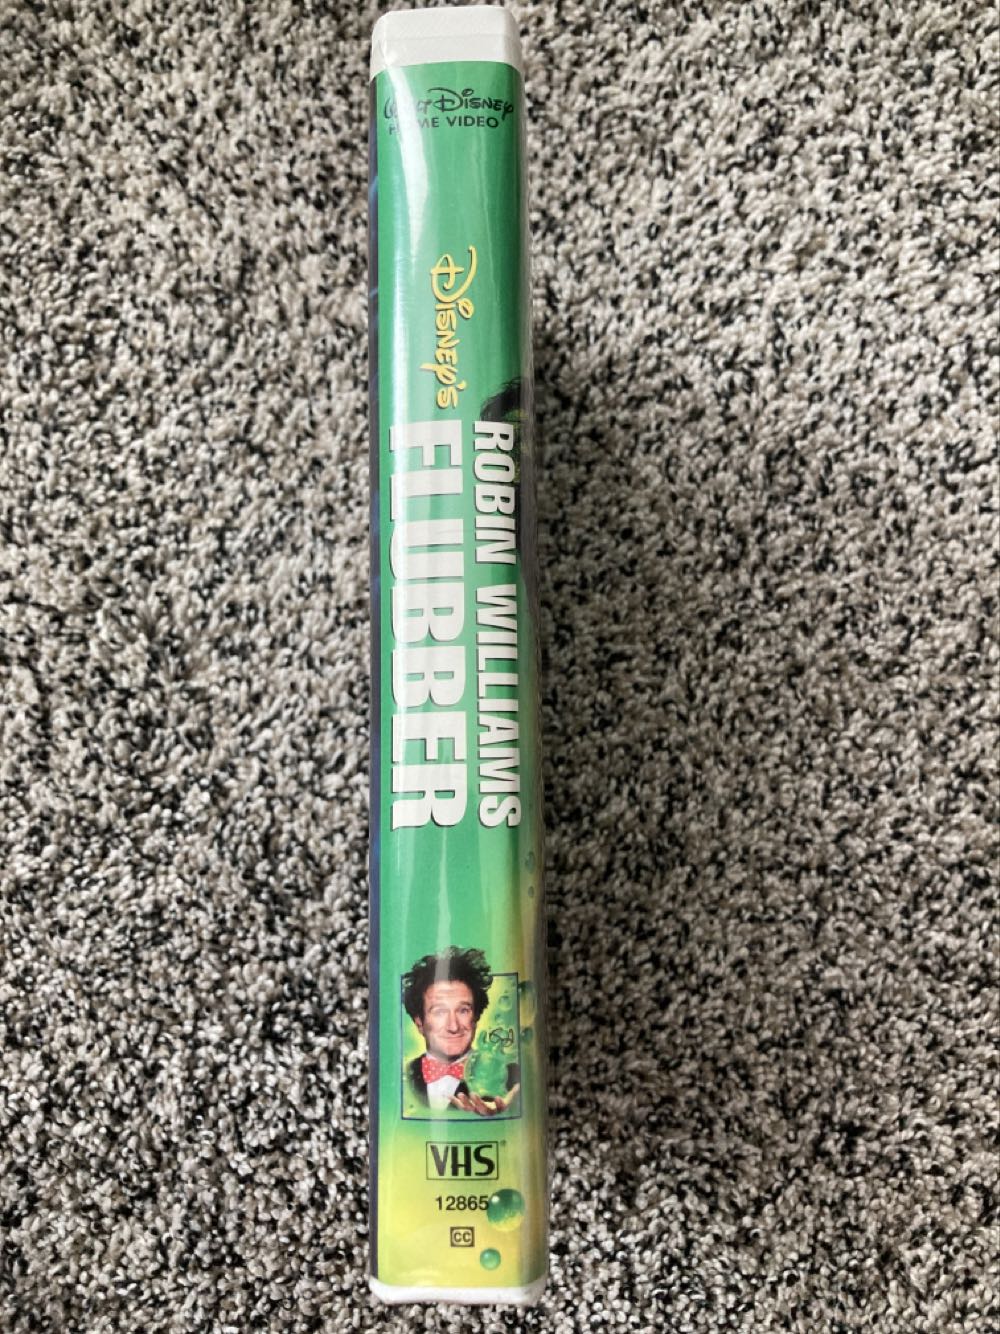 WALT DISNEY
HOME VIDEO
DISNEY'S
ROBIN WILLIAMS
FLUBBER
VHS
12865
CC